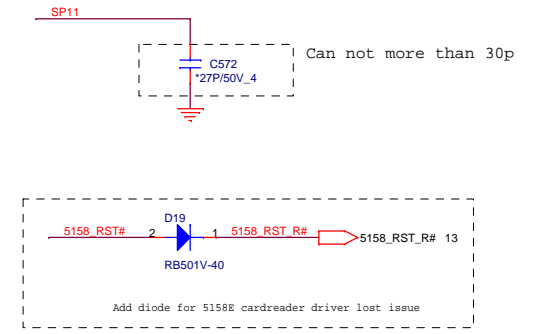 SP11
Can not more than 30p
C572
*27P/50V_4
D19
5158_RST#
2
1
5158_RST_R#
5158_RST_R# 13
RB501V-40
Add diode for 5158E cardreader driver lost issue